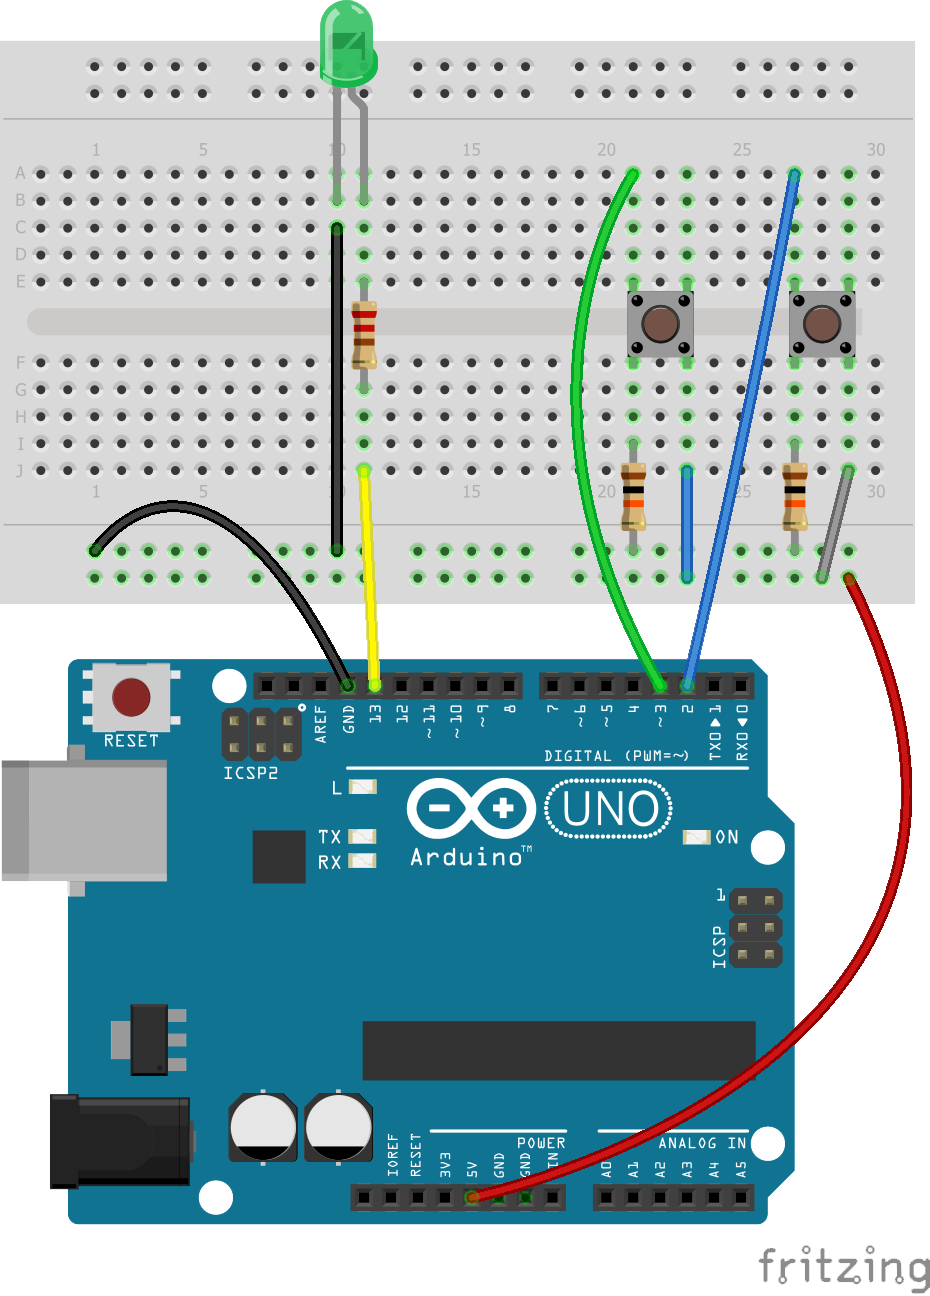 1 5 10 15 20 25 30
A
B
C
D
E
F
G
H
I
J
1 5 10 15 20 25 30
RESET
ICSP2
AREF
GND
13
12
~11
~10
~9
8
7
~6
~5
4
~3
2
TX0▶1
RX0◀0
DIGITAL (PWM=~)
L
TX
RX
Arduino™
UNO
ON
1
ICSP
POWER
ANALOG IN
IOREF
RESET
3V3
5V
GND
GND
IN
A0
A1
A2
A3
A4
A5
fritzing